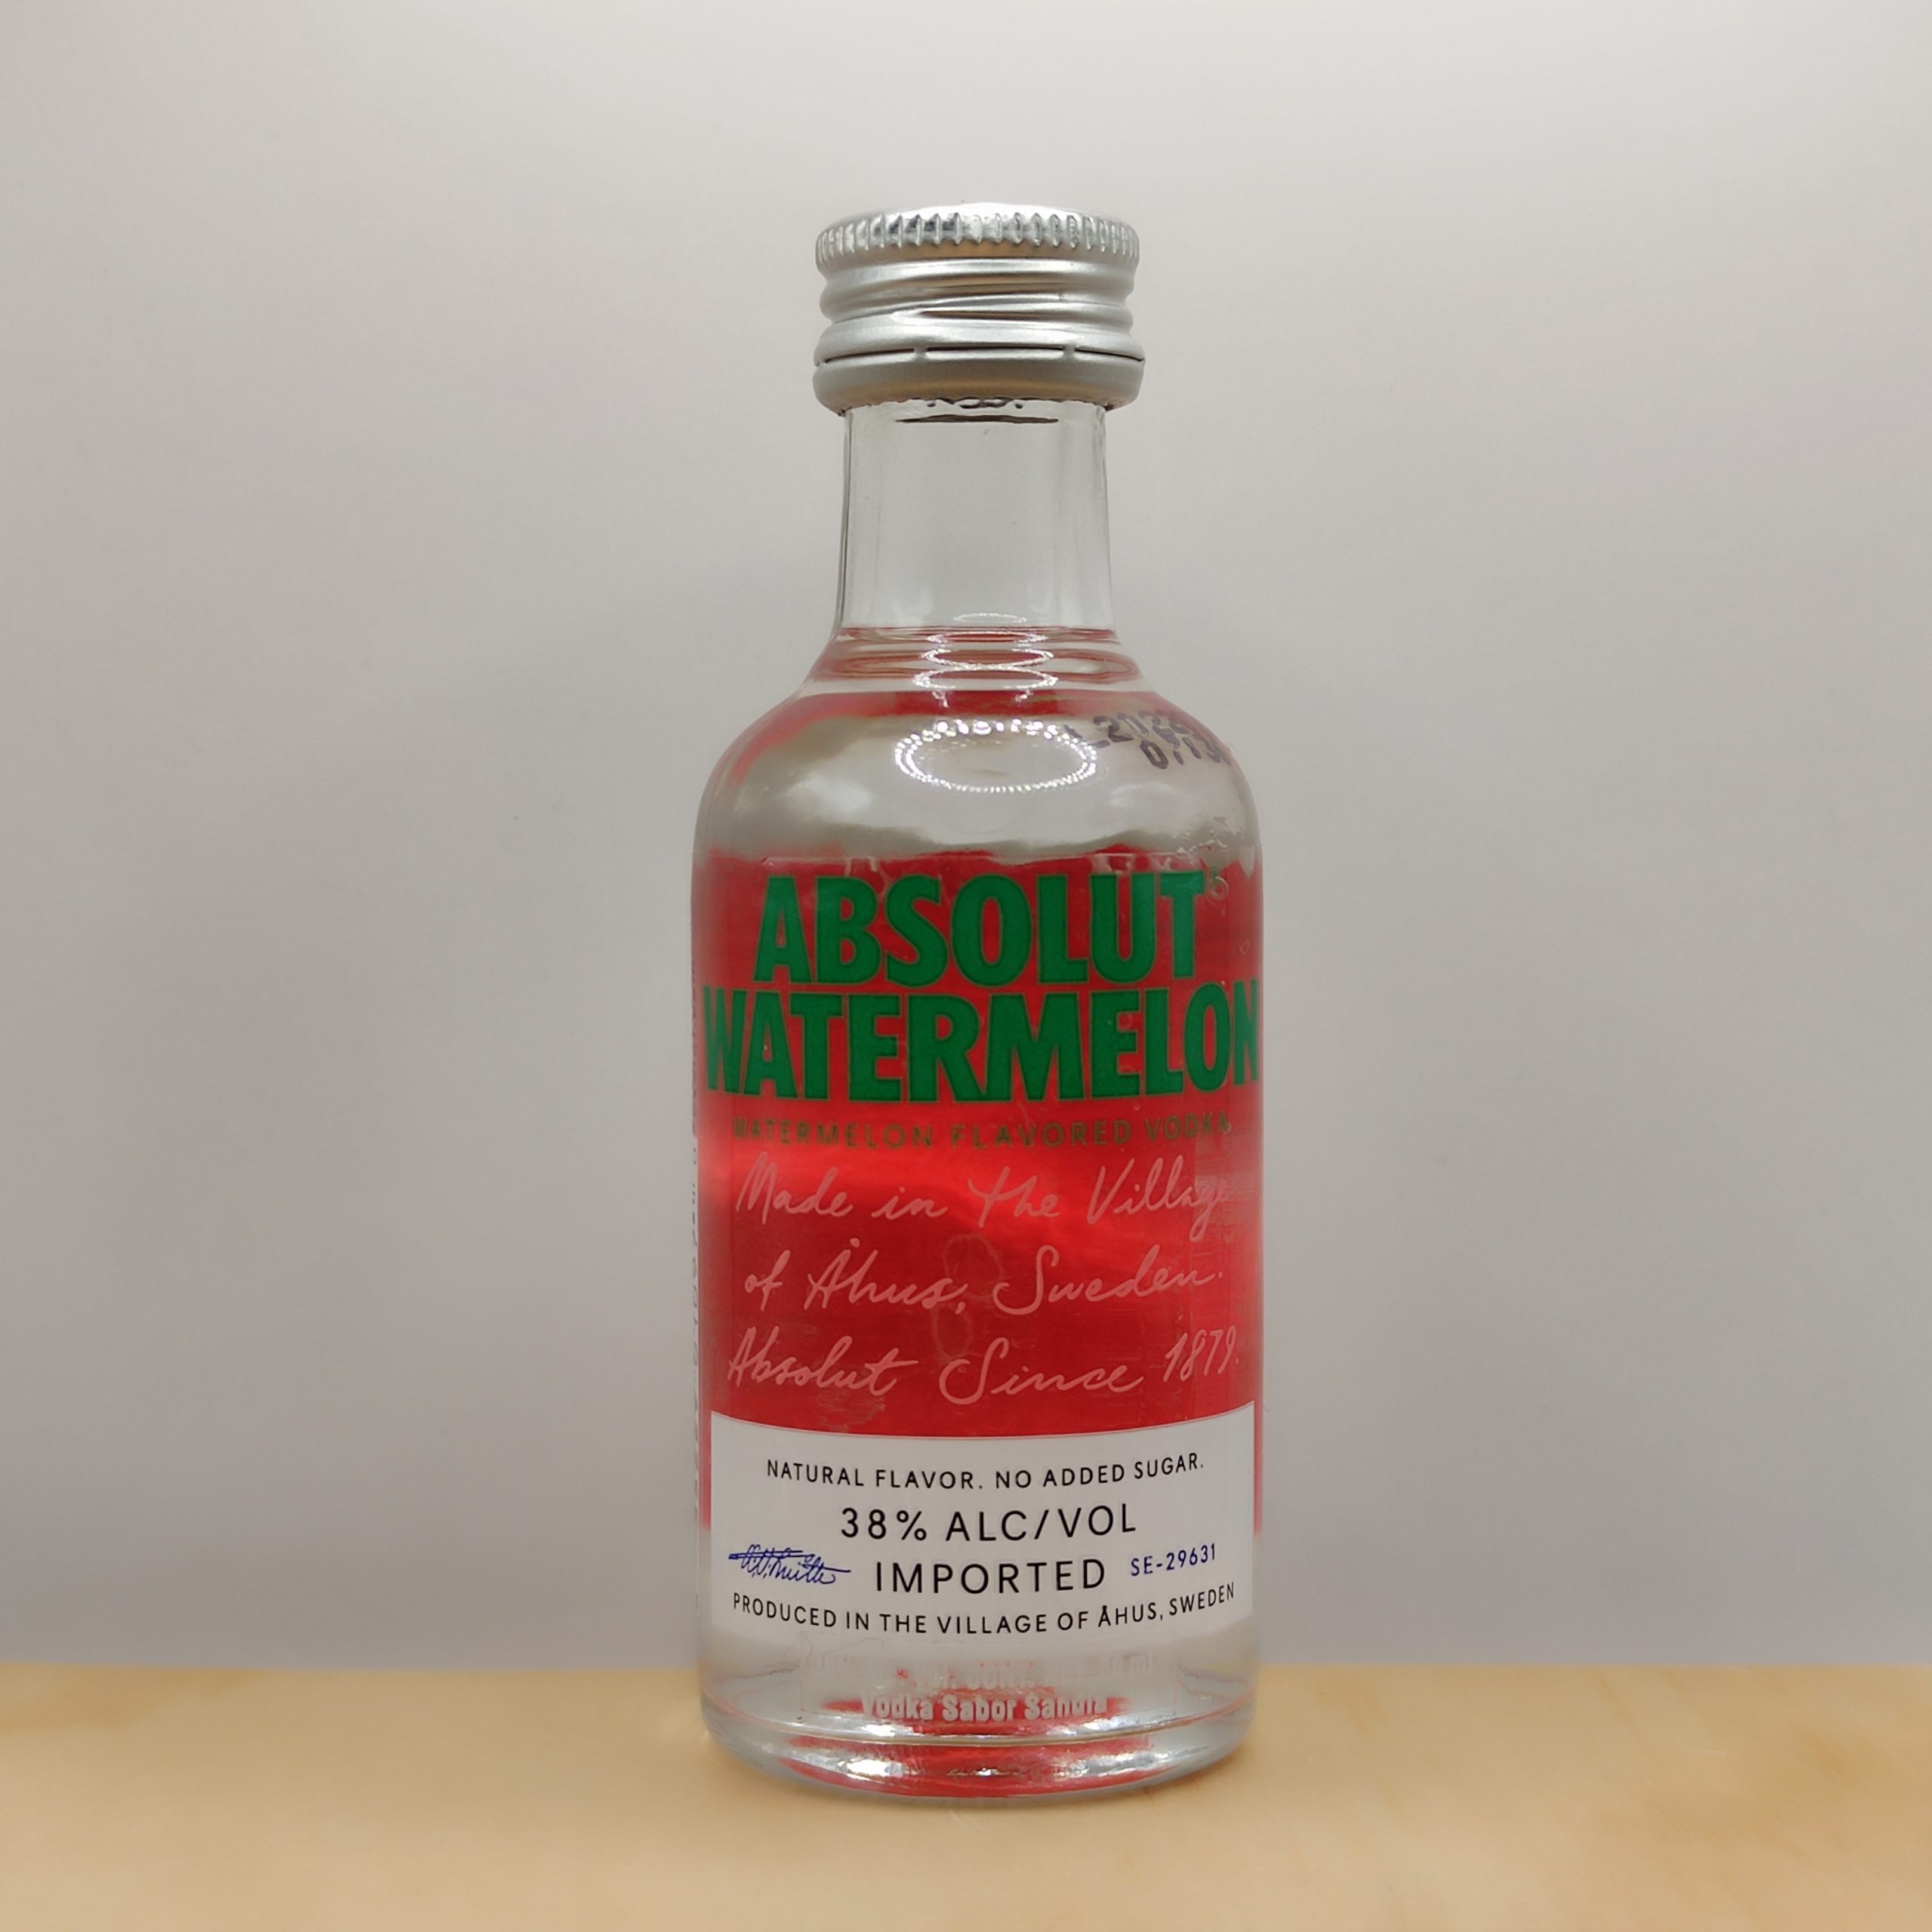 ABSOLUT
WATERMELON
WATERMELON FLAVORED VODKA
Made in the Village
of Åhus, Sweden.
Absolut Since 1879.
NATURAL FLAVOR. NO ADDED SUGAR.
38% ALC/VOL
IMPORTED SE-29631
PRODUCED IN THE VILLAGE OF ÅHUS, SWEDEN
Vodka Sabor Sandía